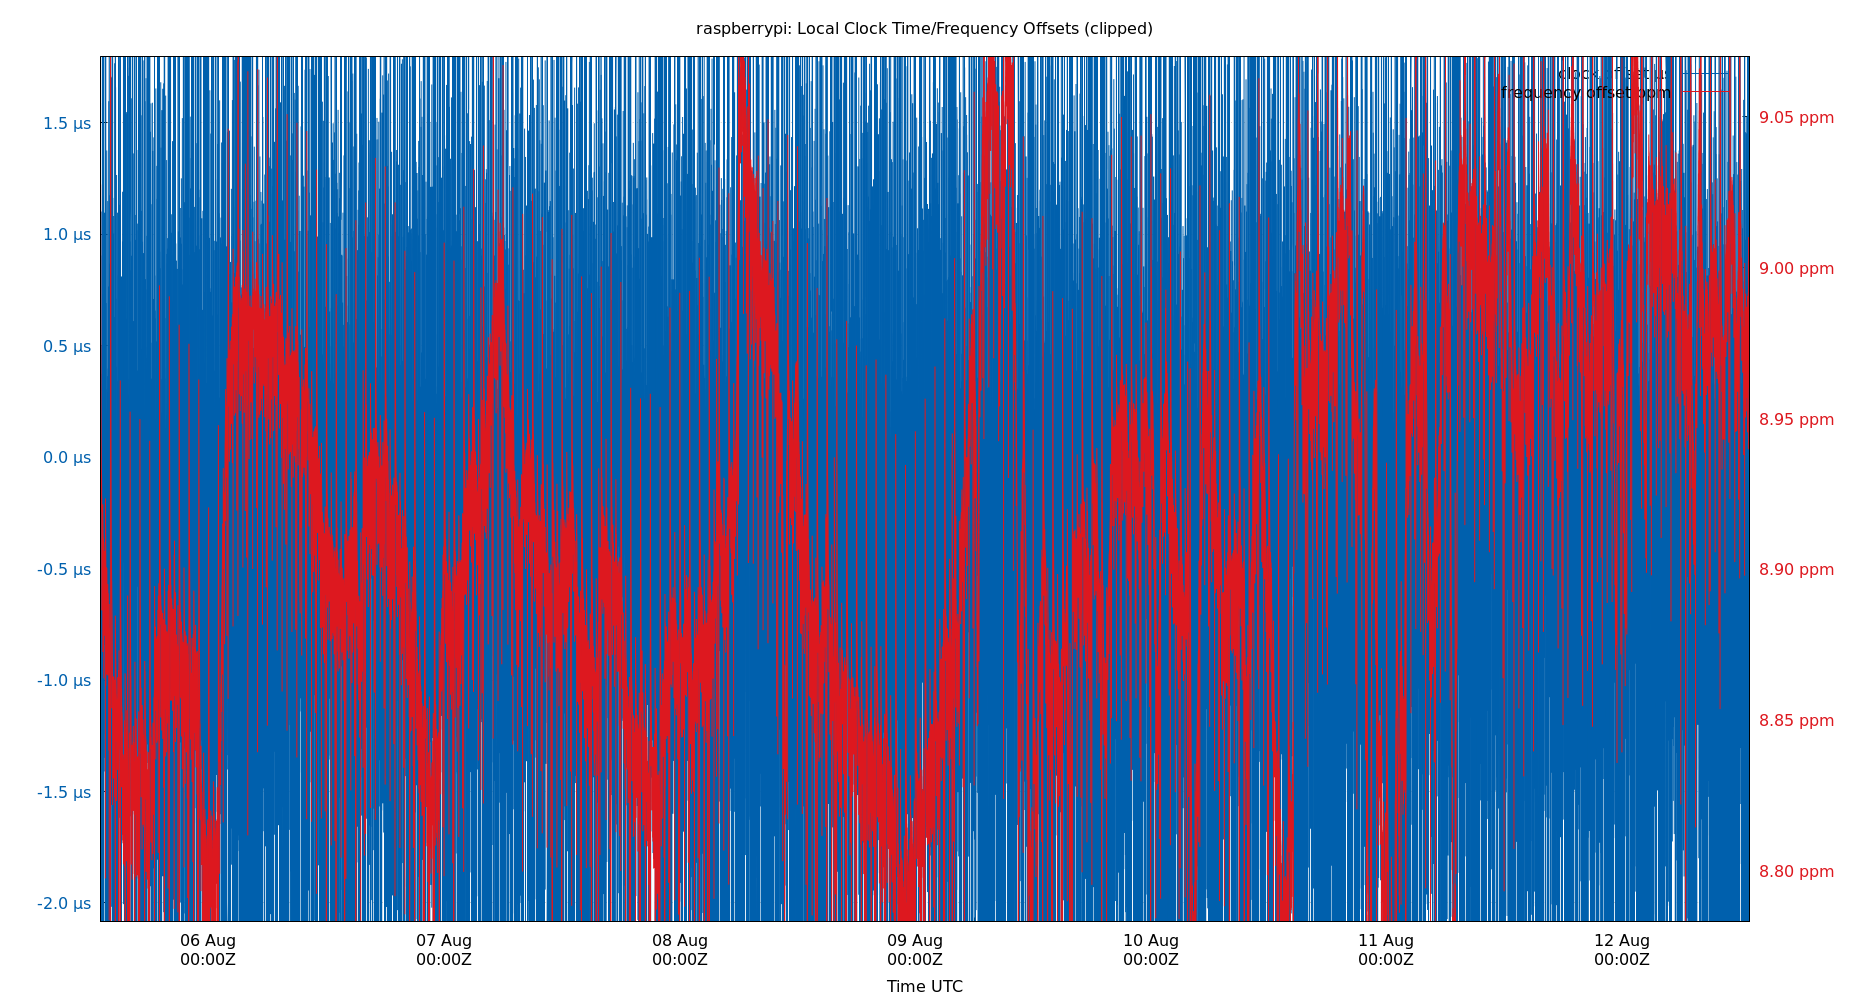 raspberrypi: Local Clock Time/Frequency Offsets (clipped)
clock offset µs
frequency offset ppm
1.5 µs
1.0 µs
0.5 µs
0.0 µs
-0.5 µs
-1.0 µs
-1.5 µs
-2.0 µs
9.05 ppm
9.00 ppm
8.95 ppm
8.90 ppm
8.85 ppm
8.80 ppm
06 Aug 07 Aug 08 Aug 09 Aug 10 Aug 11 Aug 12 Aug
00:00Z 00:00Z 00:00Z 00:00Z 00:00Z 00:00Z 00:00Z
Time UTC